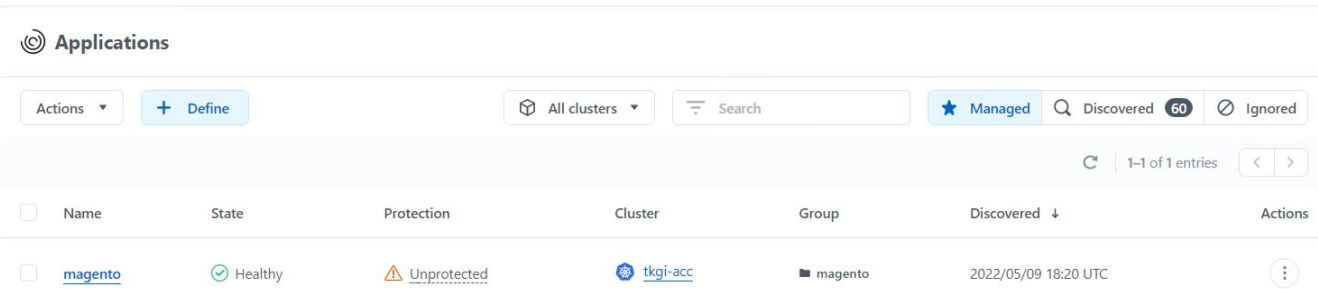 Applications
Actions + Define All clusters Search Managed Discovered 60 Ignored
1–1 of 1 entries
Name State Protection Cluster Group Discovered ↓ Actions
magento Healthy Unprotected tkgi-acc magento 2022/05/09 18:20 UTC